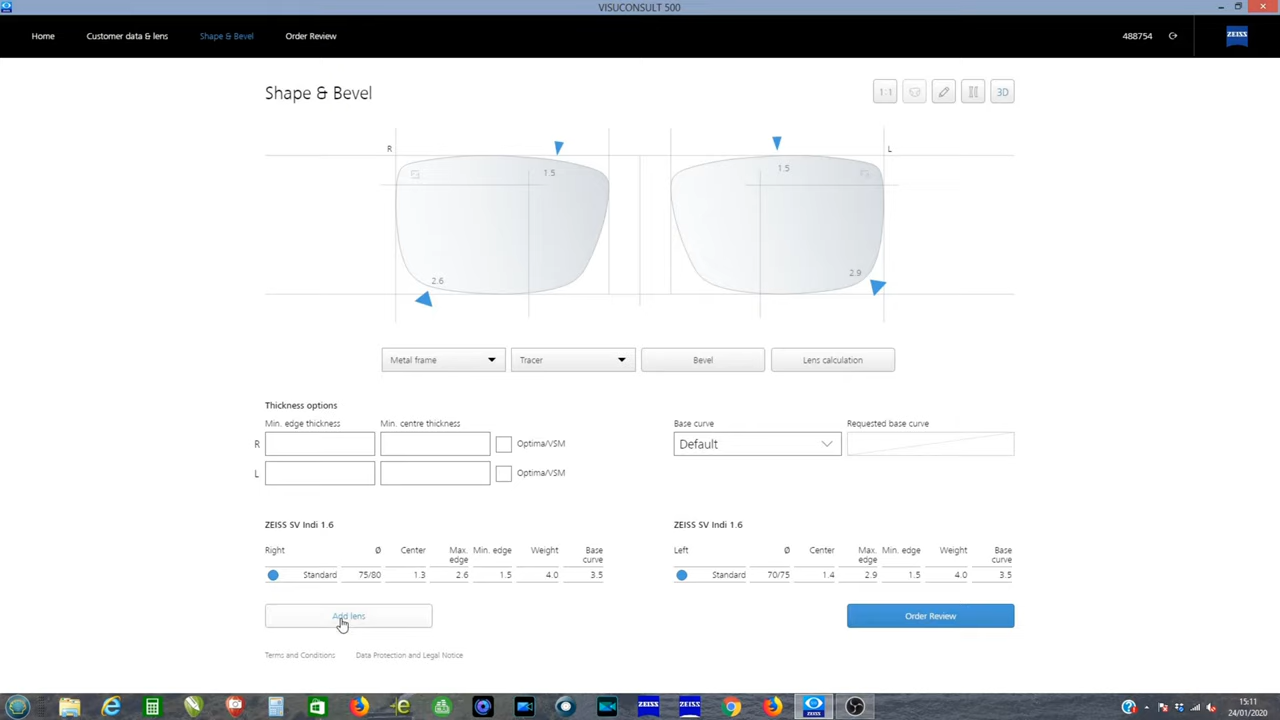 VISUCONSULT 500
Home Customer data & lens Shape & Bevel Order Review 488754 ZEISS
Shape & Bevel 1:1 3D
R L
1.5 1.5
2.6 2.9
Metal frame Tracer Bevel Lens calculation
Thickness options
Min. edge thickness Min. centre thickness Base curve Requested base curve
R Optima/VSM Default
L Optima/VSM
ZEISS SV Indi 1.6 ZEISS SV Indi 1.6
Right Ø Center Max. edge Min. edge Weight Base curve Left Ø Center Max. edge Min. edge Weight Base curve
Standard 75/80 1.3 2.6 1.5 4.0 3.5 Standard 70/75 1.4 2.9 1.5 4.0 3.5
Add lens Order Review
Terms and Conditions Data Protection and Legal Notice
ZEISS ZEISS
15:11
24/01/2020